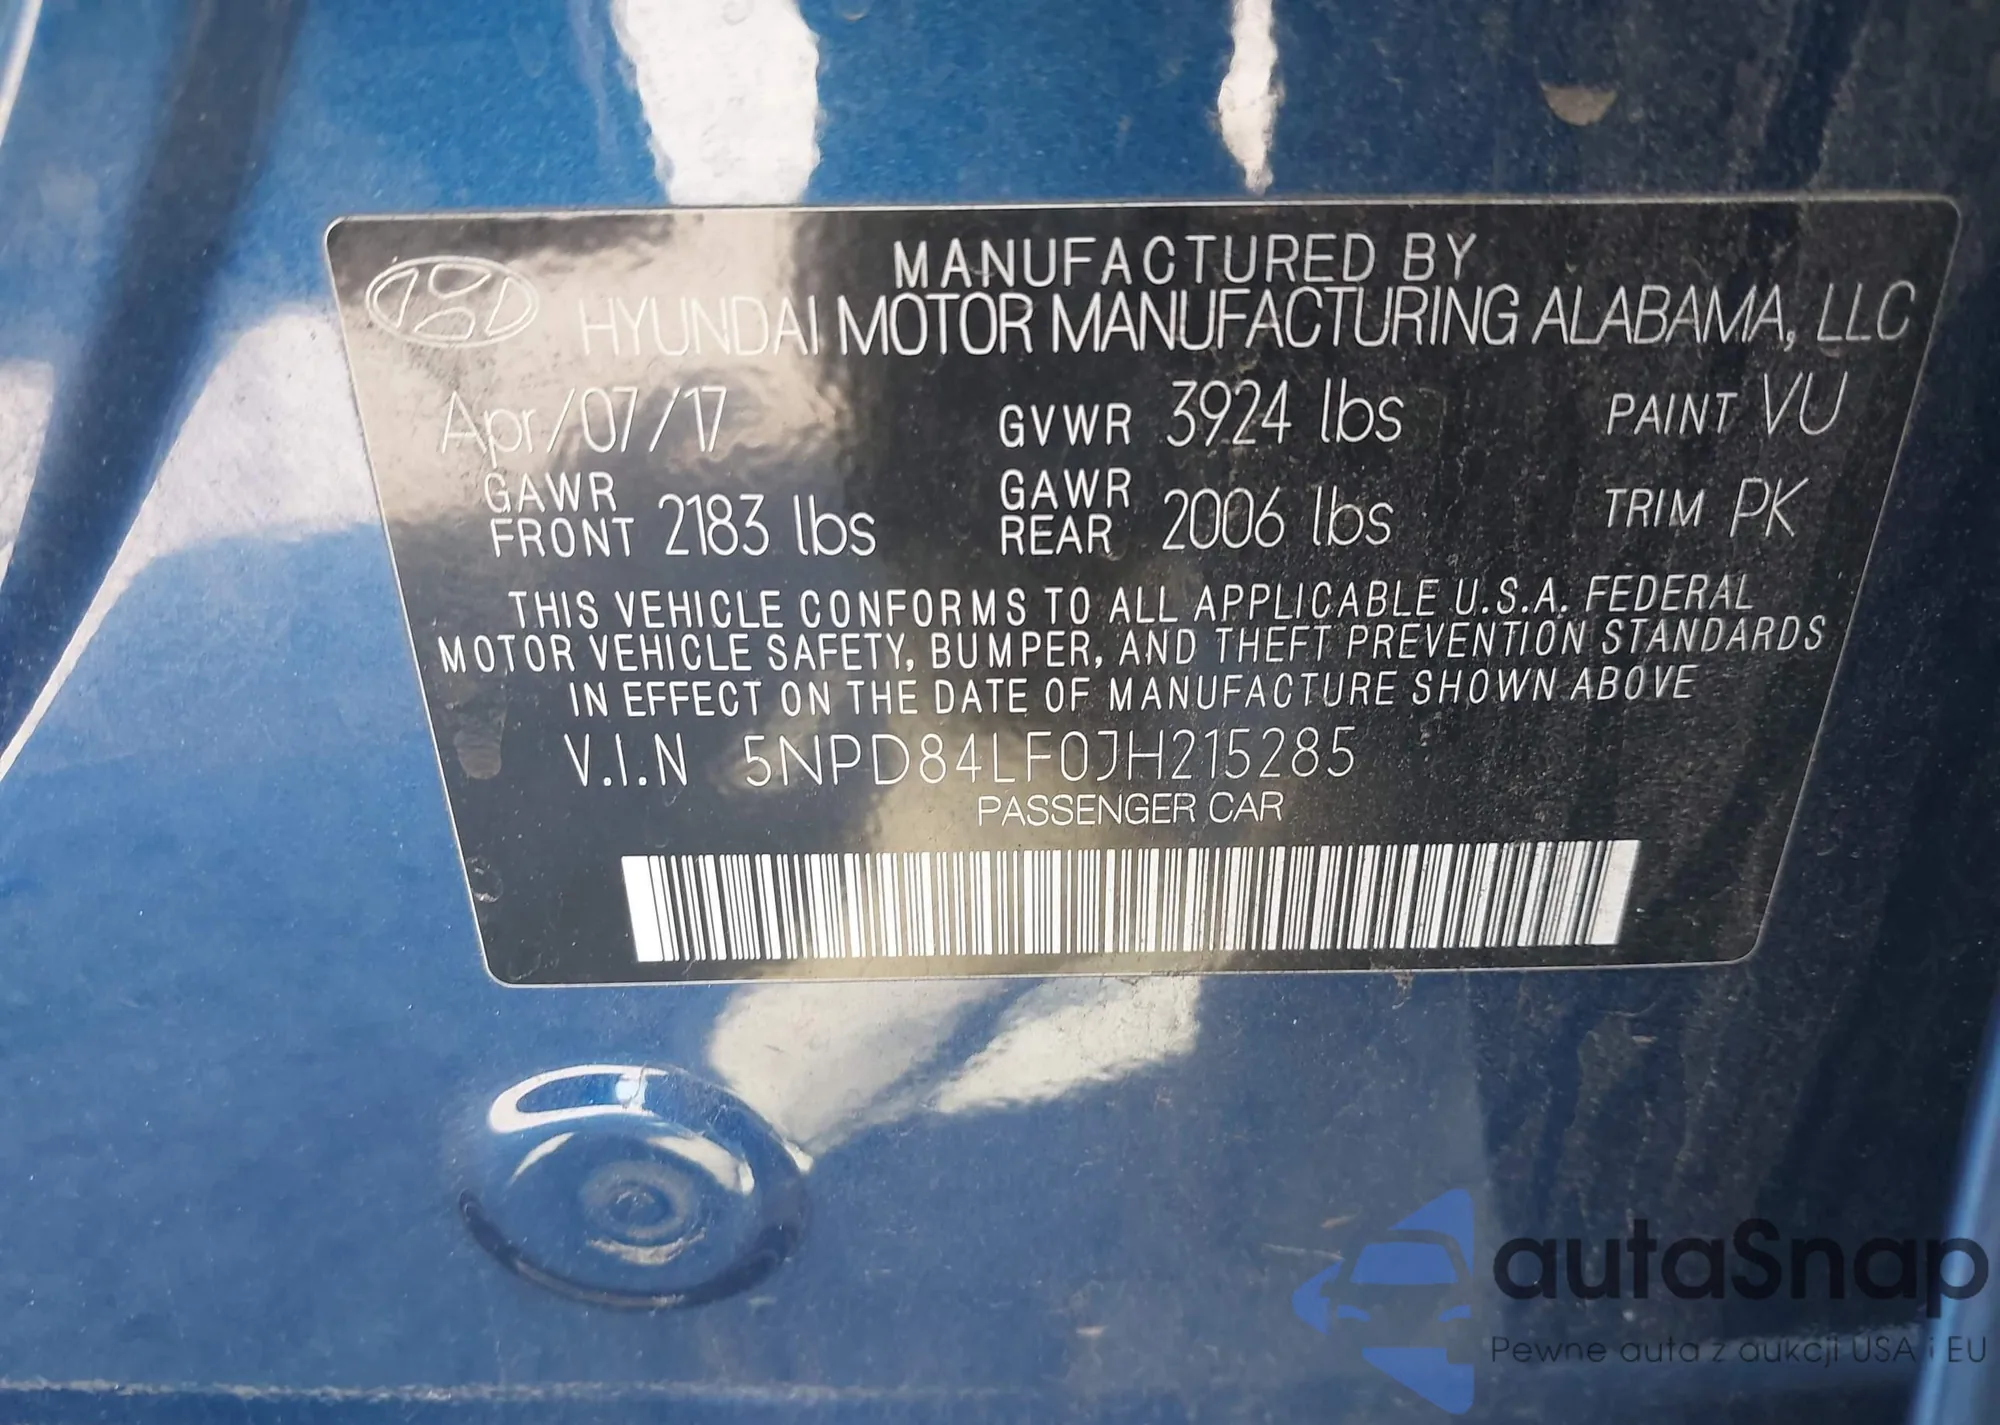 MANUFACTURED BY
HYUNDAI MOTOR MANUFACTURING ALABAMA, LLC
Apr/07/17 GVWR 3924 lbs PAINT VU
GAWR FRONT 2183 lbs GAWR REAR 2006 lbs TRIM PK
THIS VEHICLE CONFORMS TO ALL APPLICABLE U.S.A. FEDERAL
MOTOR VEHICLE SAFETY, BUMPER, AND THEFT PREVENTION STANDARDS
IN EFFECT ON THE DATE OF MANUFACTURE SHOWN ABOVE
V.I.N 5NPD84LF0JH215285
PASSENGER CAR
autaSnap
Pewne auta z aukcji USA i EU